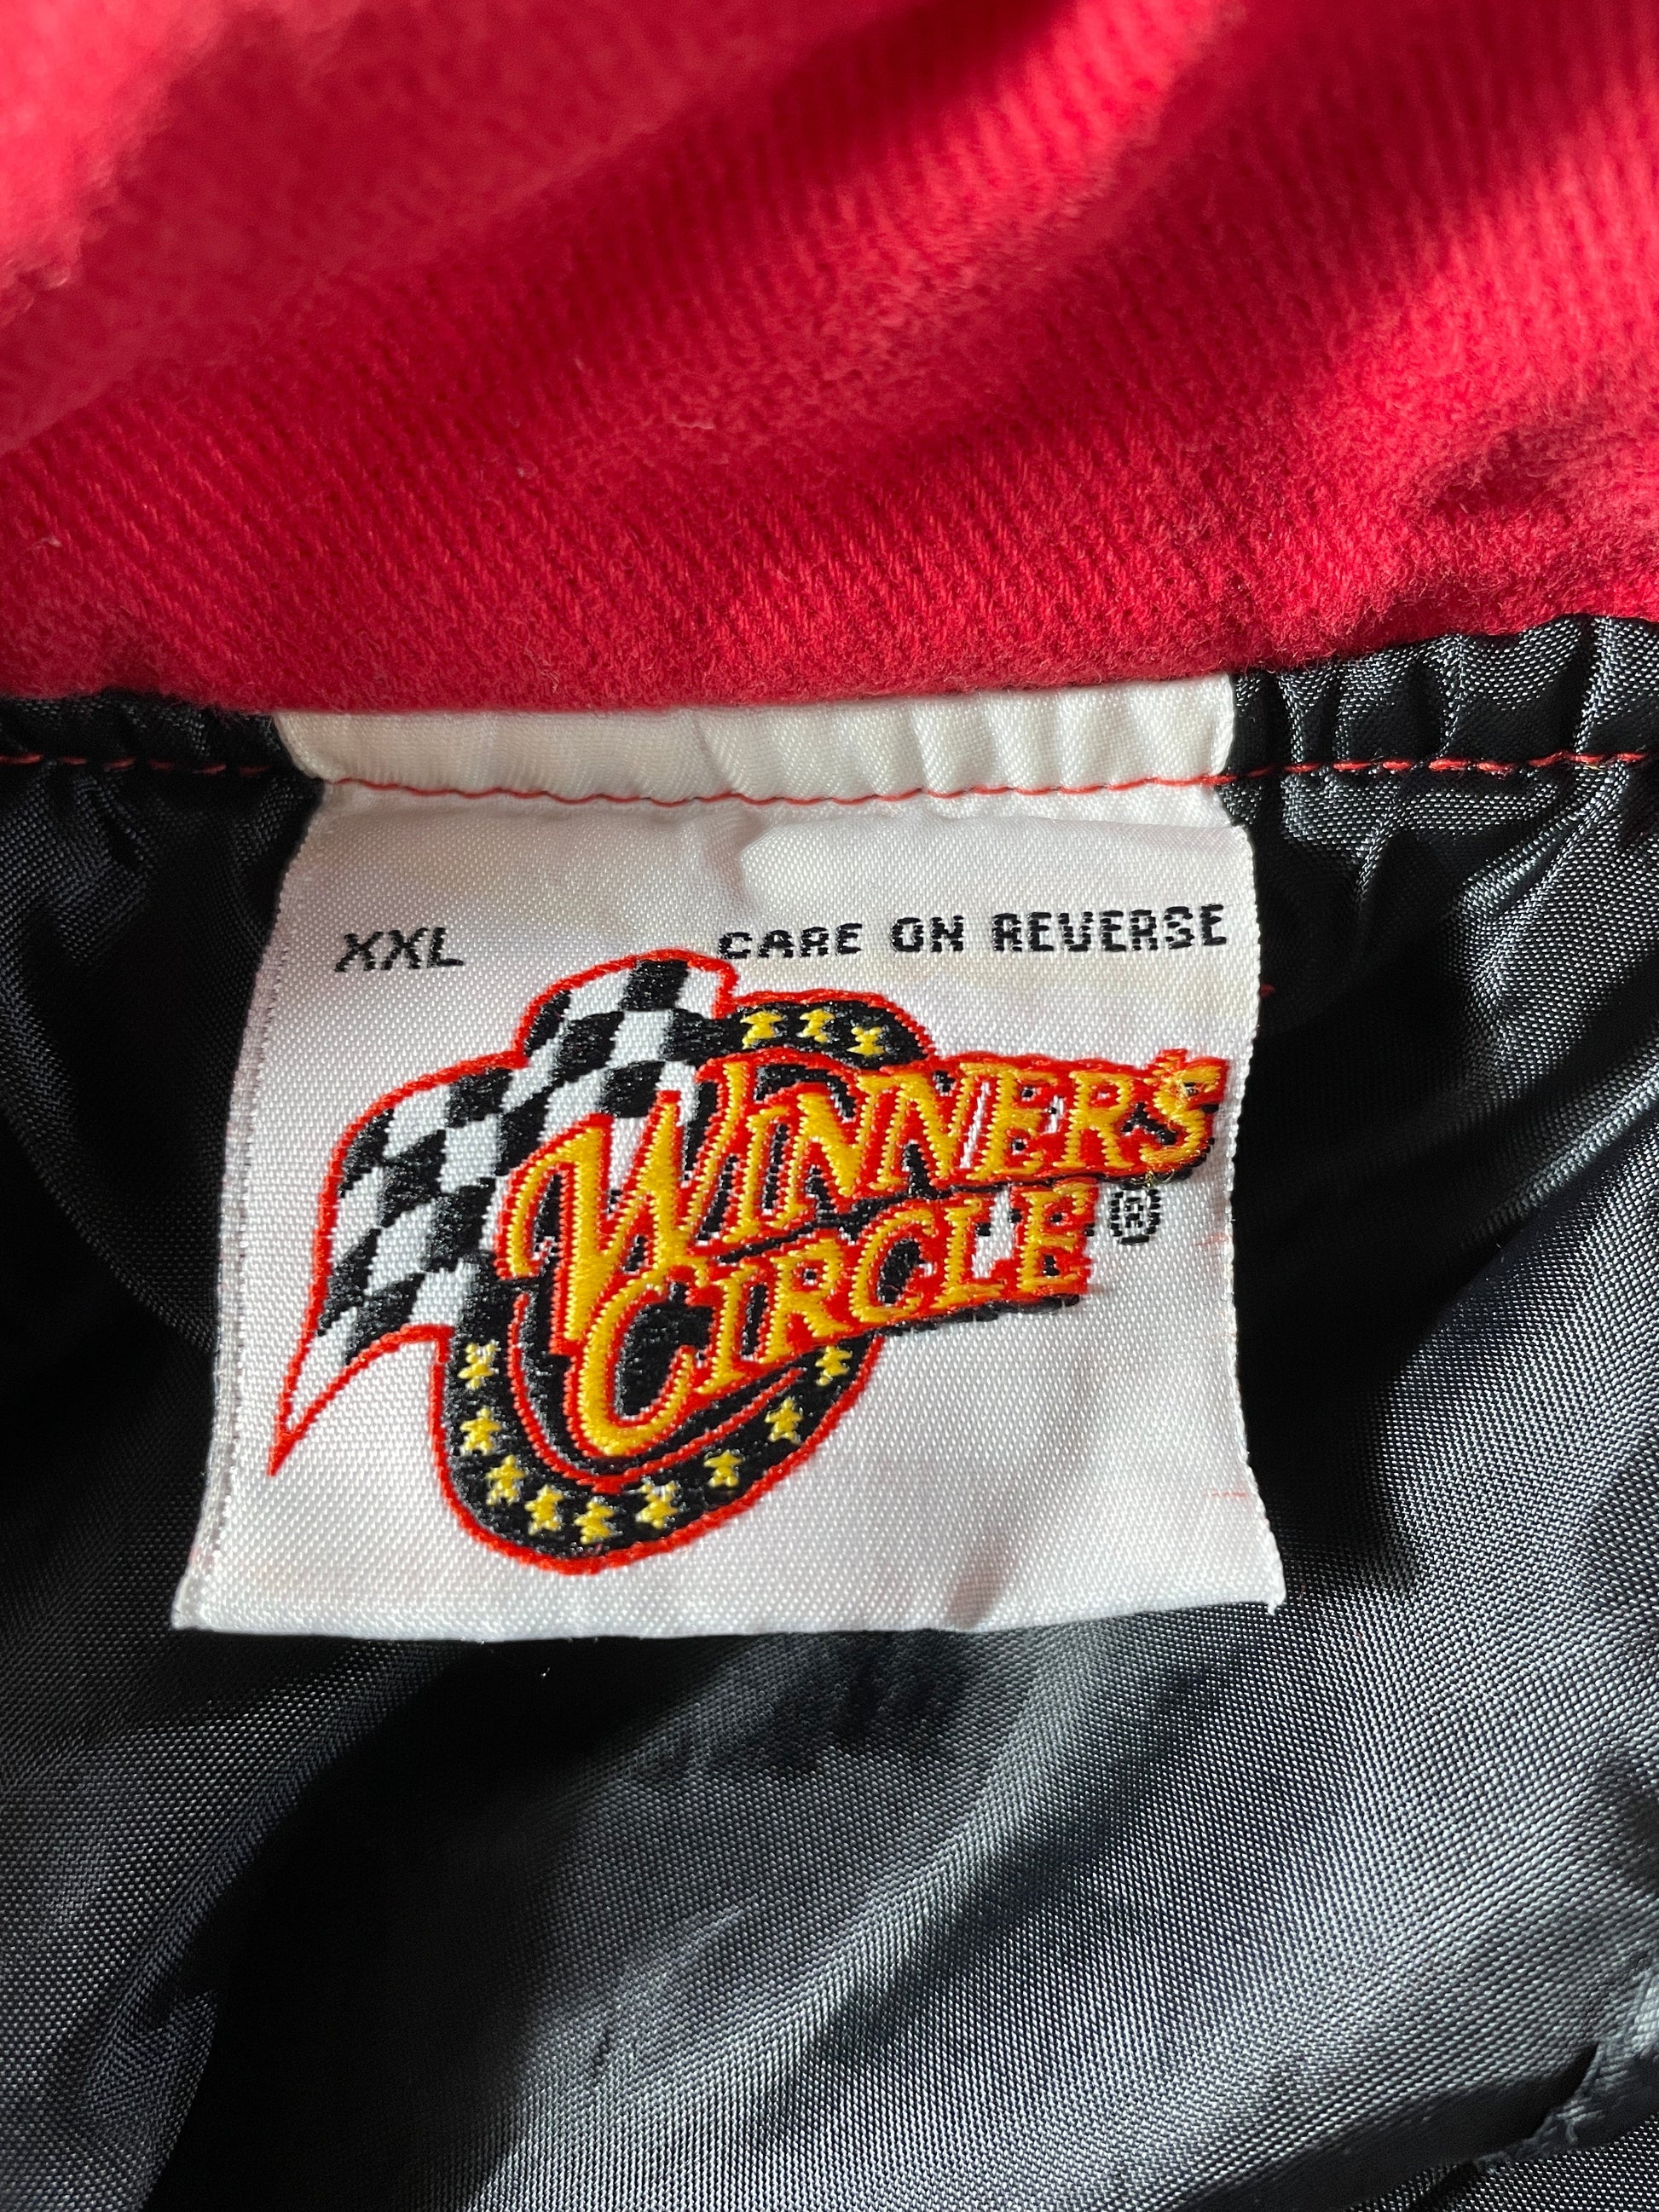 XXL CARE ON REVERSE
WINNER'S
CIRCLE ®